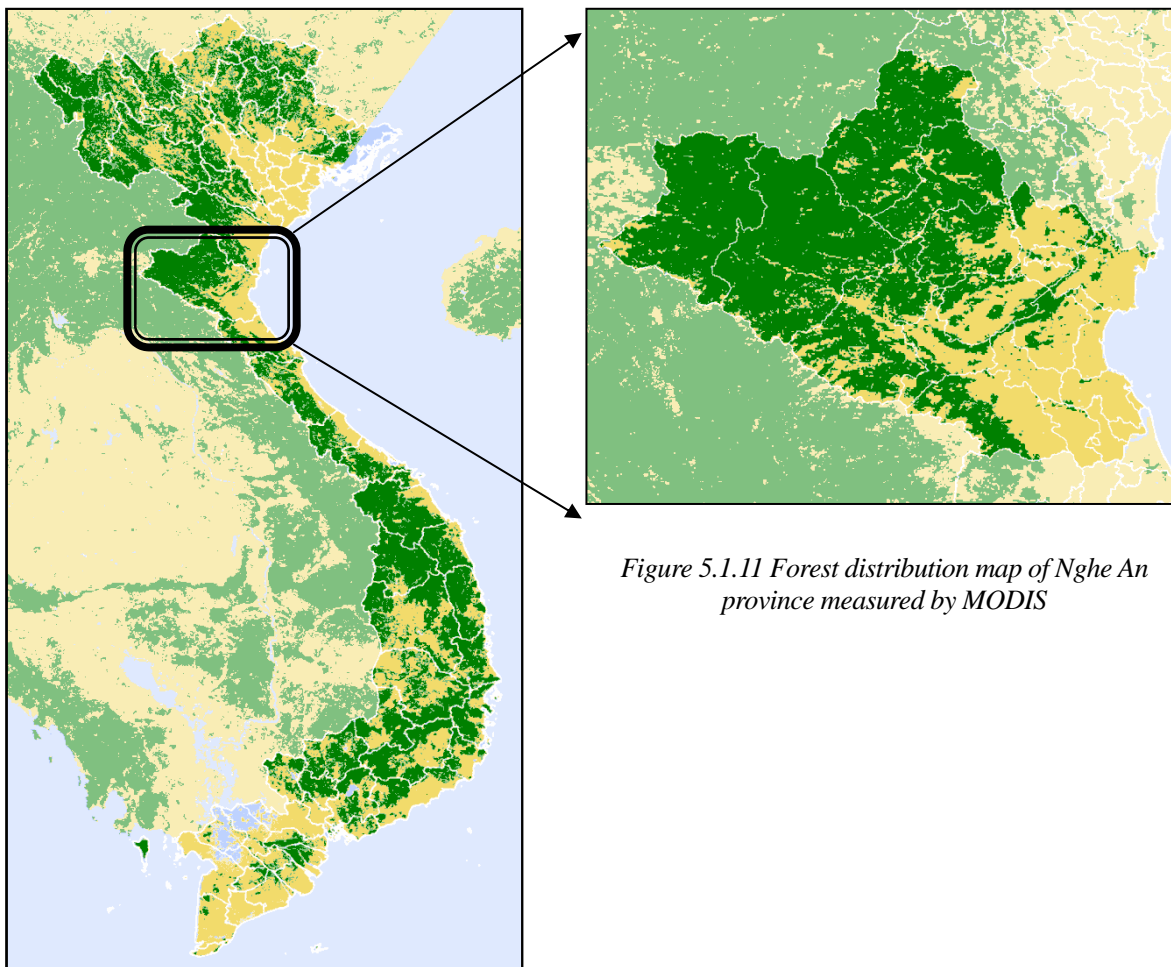 Figure 5.1.11 Forest distribution map of Nghe An
province measured by MODIS